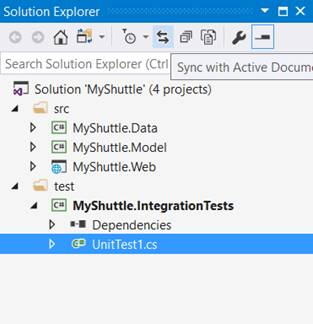 Solution Explorer
Sync with Active Docume
Search Solution Explorer (Ctrl
Solution 'MyShuttle' (4 projects)
src
C# MyShuttle.Data
C# MyShuttle.Model
MyShuttle.Web
test
C# MyShuttle.IntegrationTests
Dependencies
UnitTest1.cs